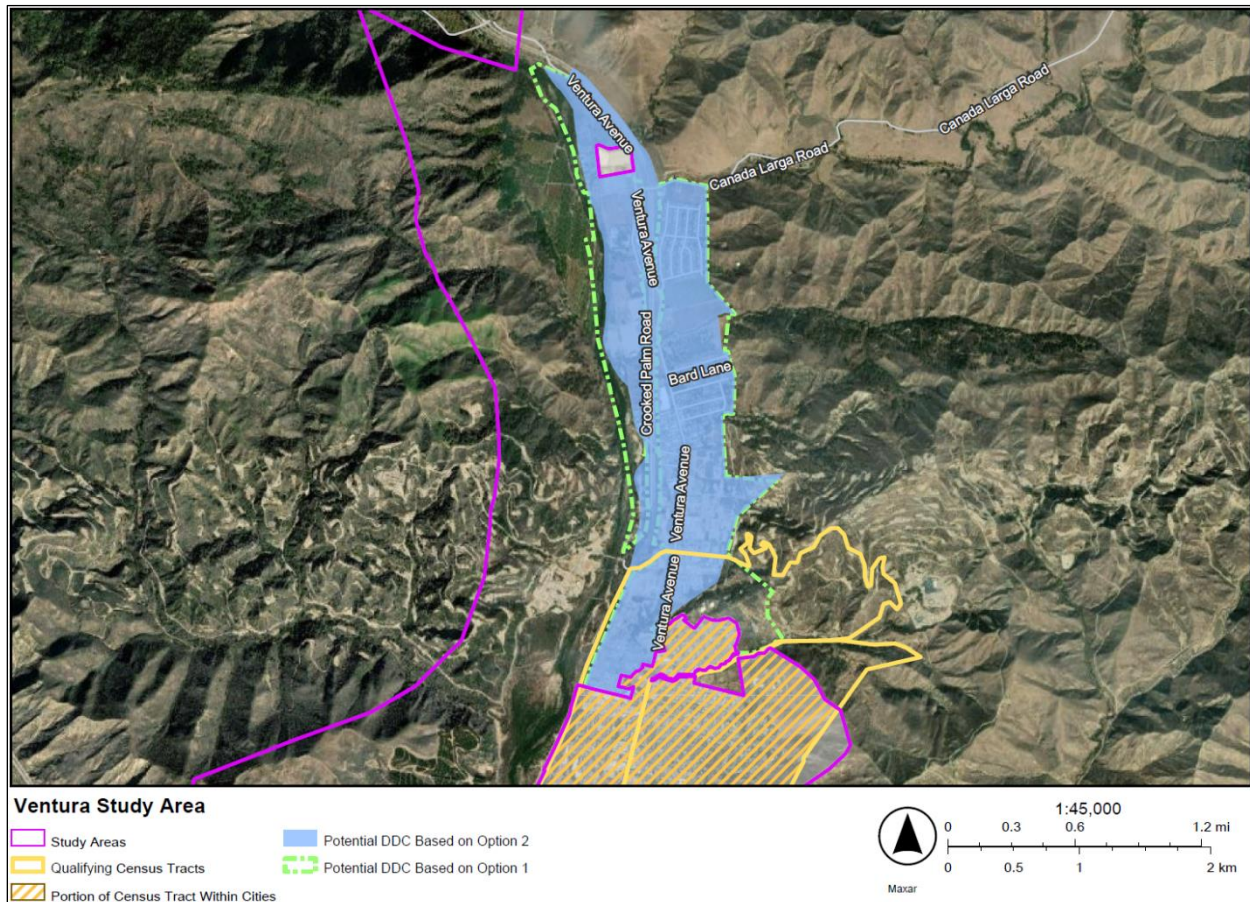 Ventura Avenue
Canada Larga Road
Canada Larga Road
Ventura Avenue
Crooked Palm Road
Bard Lane
Ventura Avenue
Ventura Avenue
Ventura Study Area
Study Areas
Qualifying Census Tracts
Portion of Census Tract Within Cities
Potential DDC Based on Option 2
Potential DDC Based on Option 1
Maxar
1:45,000
0 0.3 0.6 1.2 mi
0 0.5 1 2 km